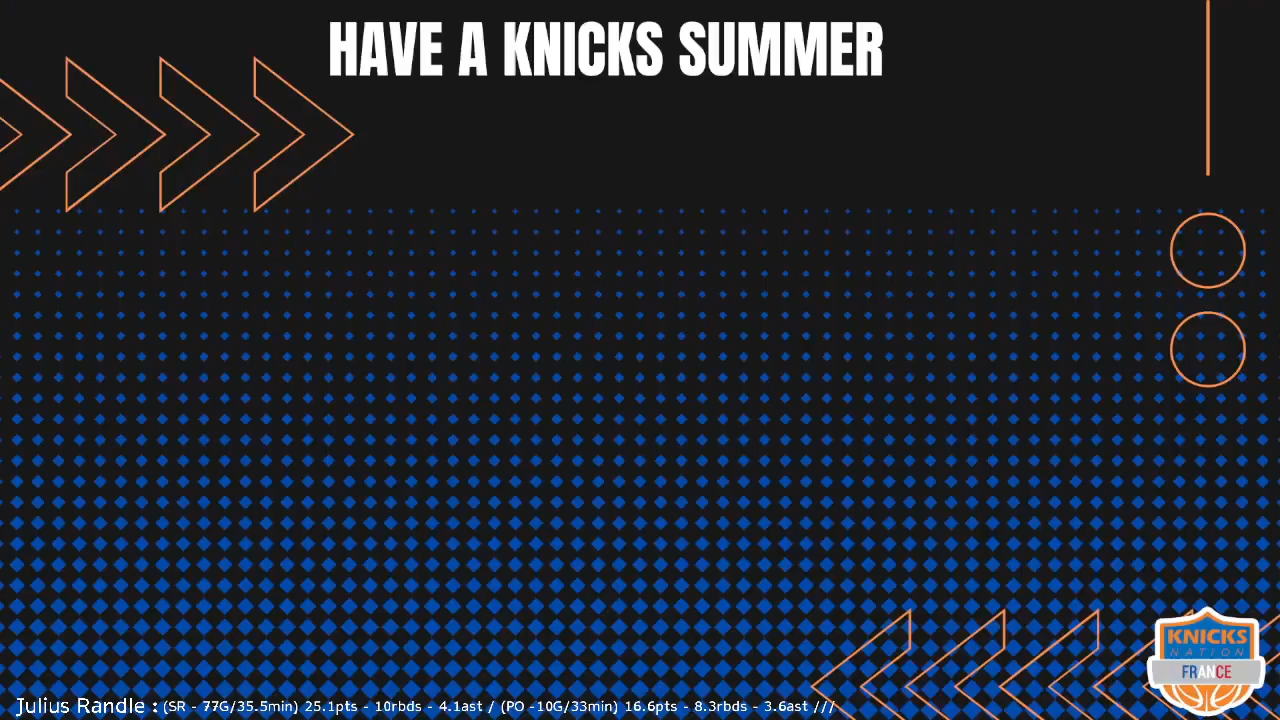 HAVE A KNICKS SUMMER
KNICKS
NATION
FRANCE
Julius Randle : (SR - 77G/35.5min) 25.1pts - 10rbds - 4.1ast / (PO -10G/33min) 16.6pts - 8.3rbds - 3.6ast ///